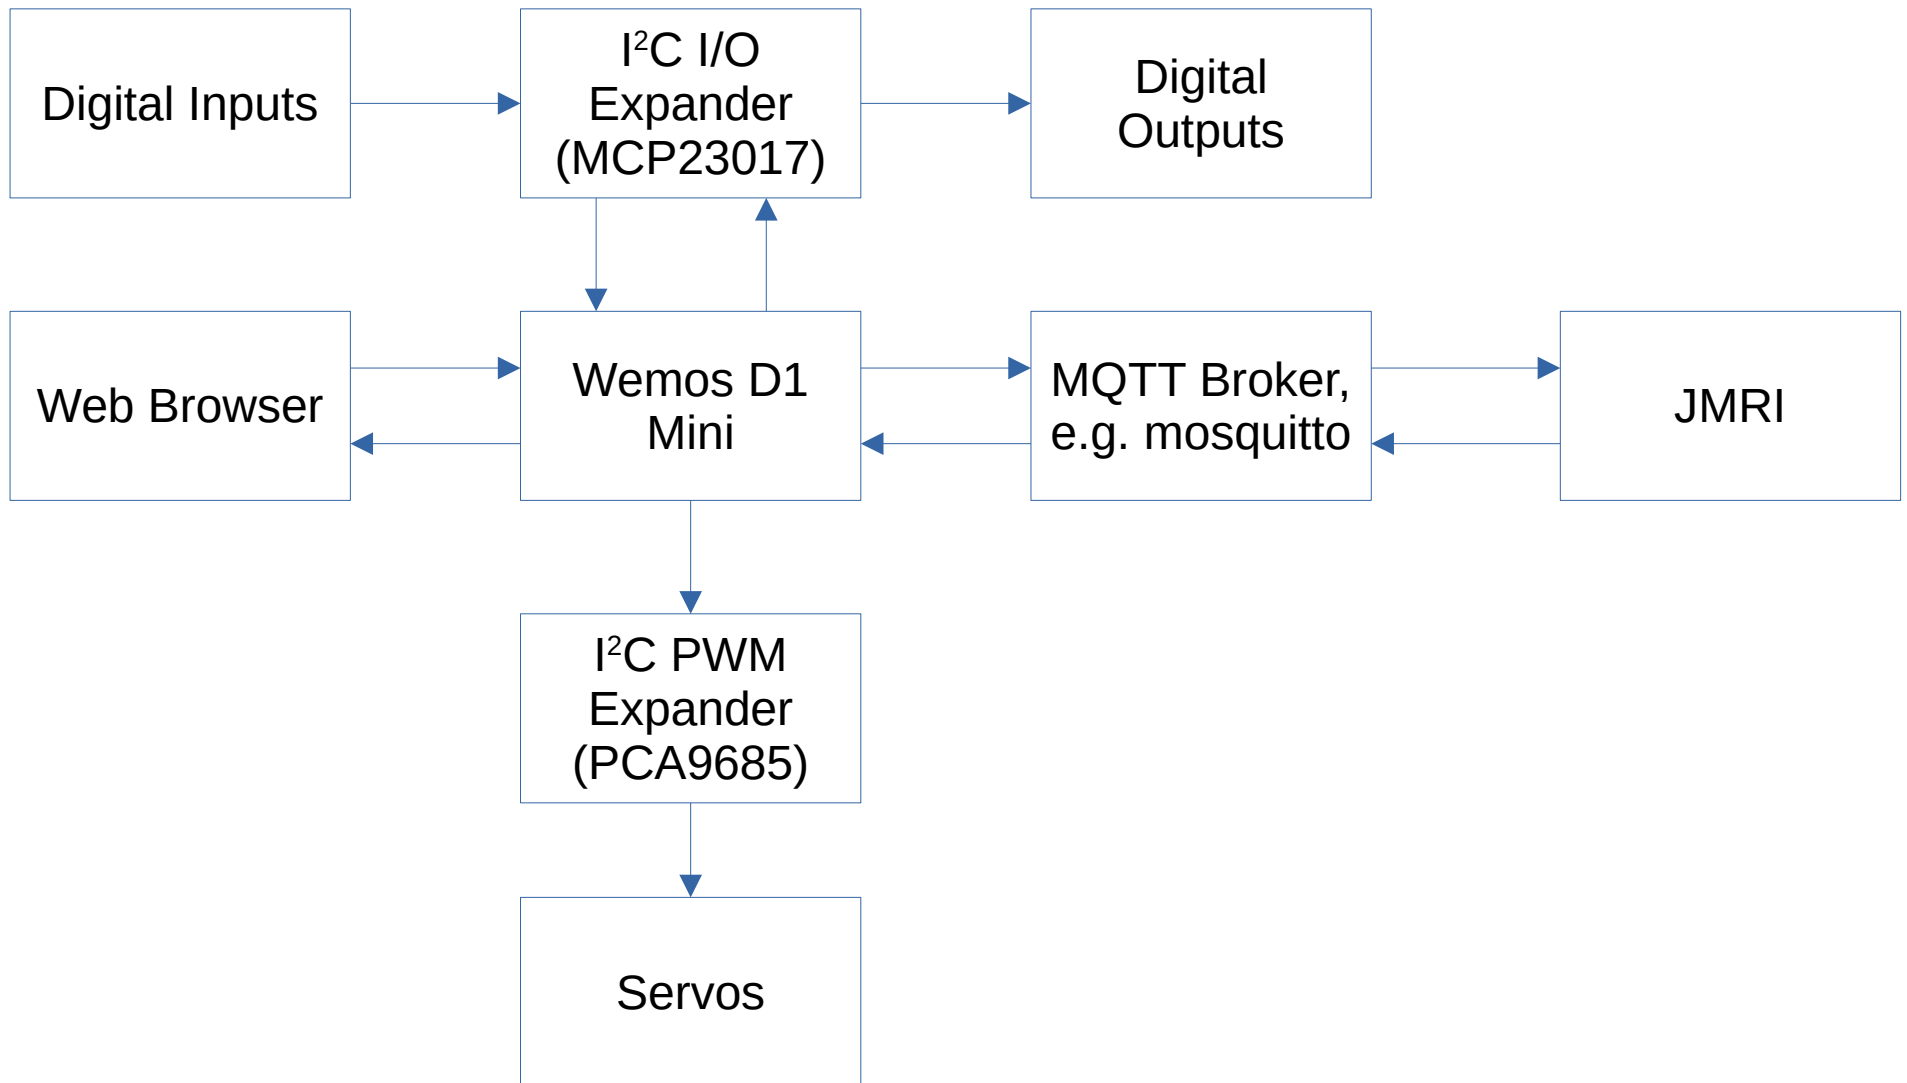 Digital Inputs
I²C I/O
Expander
(MCP23017)
Digital
Outputs
Web Browser
Wemos D1
Mini
MQTT Broker,
e.g. mosquitto
JMRI
I²C PWM
Expander
(PCA9685)
Servos